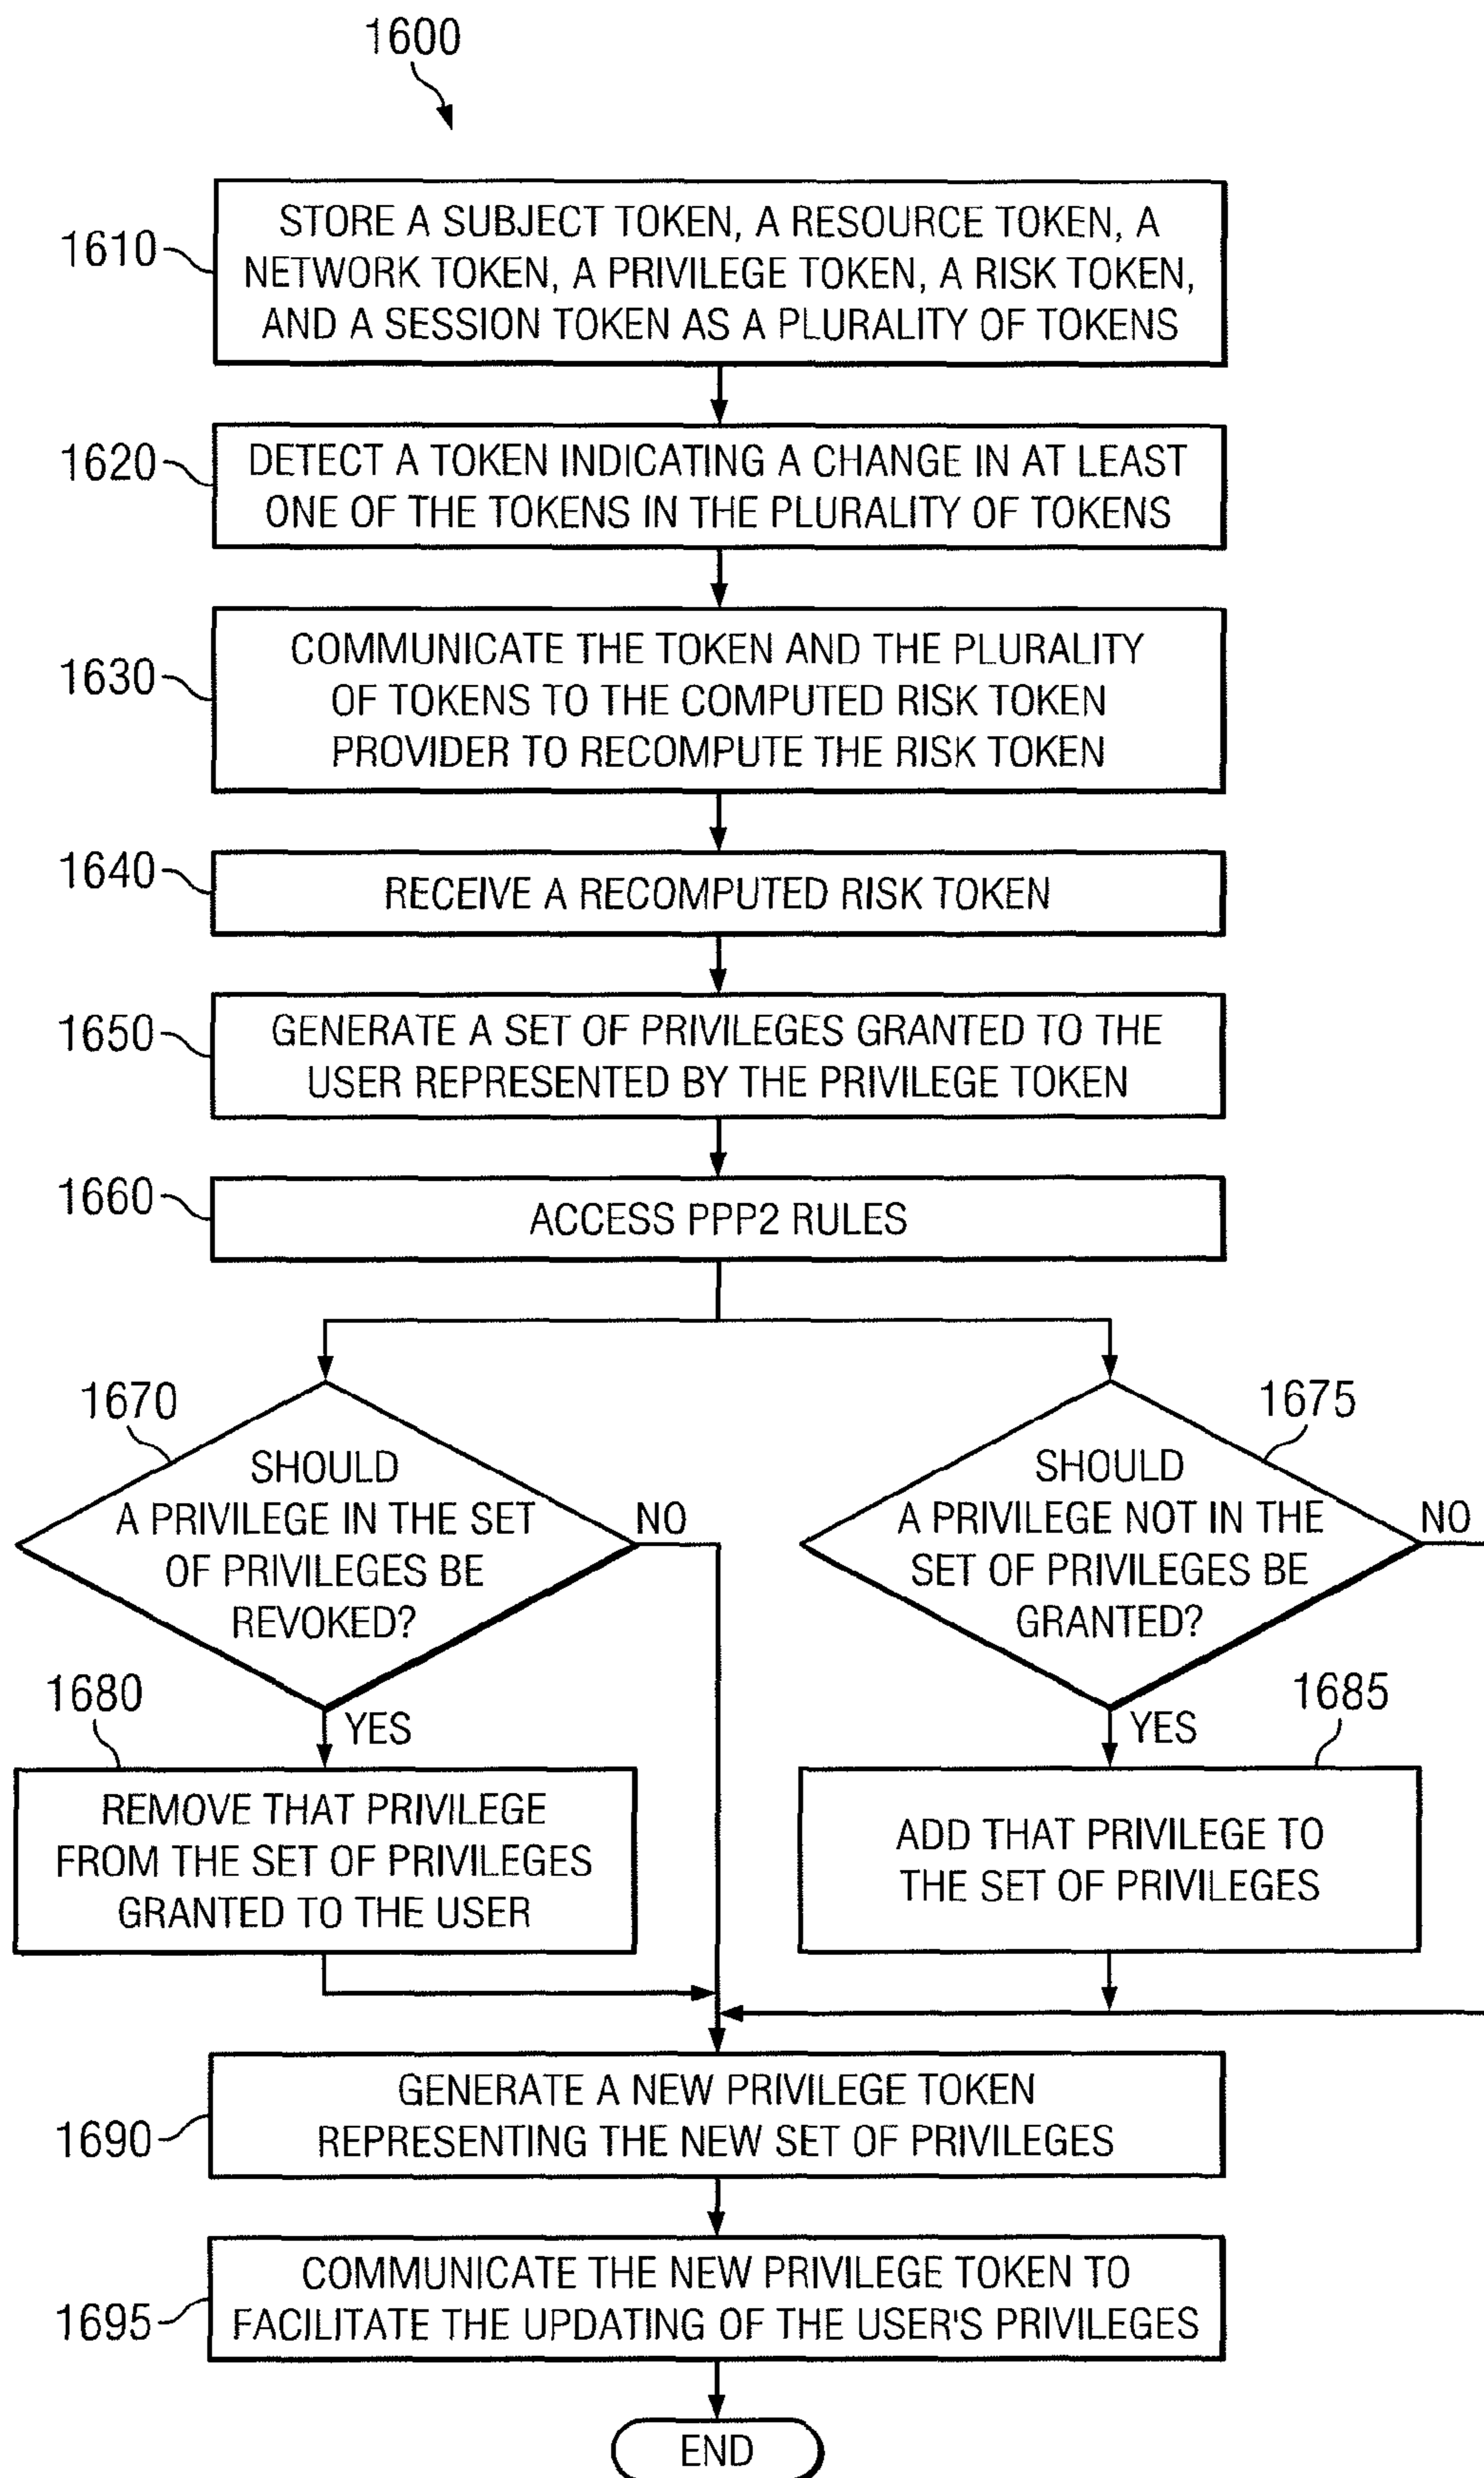 1600
1610
STORE A SUBJECT TOKEN, A RESOURCE TOKEN, A
NETWORK TOKEN, A PRIVILEGE TOKEN, A RISK TOKEN,
AND A SESSION TOKEN AS A PLURALITY OF TOKENS
1620
DETECT A TOKEN INDICATING A CHANGE IN AT LEAST
ONE OF THE TOKENS IN THE PLURALITY OF TOKENS
1630
COMMUNICATE THE TOKEN AND THE PLURALITY
OF TOKENS TO THE COMPUTED RISK TOKEN
PROVIDER TO RECOMPUTE THE RISK TOKEN
1640
RECEIVE A RECOMPUTED RISK TOKEN
1650
GENERATE A SET OF PRIVILEGES GRANTED TO THE
USER REPRESENTED BY THE PRIVILEGE TOKEN
1660
ACCESS PPP2 RULES
1670
SHOULD
A PRIVILEGE IN THE SET
OF PRIVILEGES BE
REVOKED?
NO
YES
1675
SHOULD
A PRIVILEGE NOT IN THE
SET OF PRIVILEGES BE
GRANTED?
NO
YES
1680
REMOVE THAT PRIVILEGE
FROM THE SET OF PRIVILEGES
GRANTED TO THE USER
1685
ADD THAT PRIVILEGE TO
THE SET OF PRIVILEGES
1690
GENERATE A NEW PRIVILEGE TOKEN
REPRESENTING THE NEW SET OF PRIVILEGES
1695
COMMUNICATE THE NEW PRIVILEGE TOKEN TO
FACILITATE THE UPDATING OF THE USER'S PRIVILEGES
END